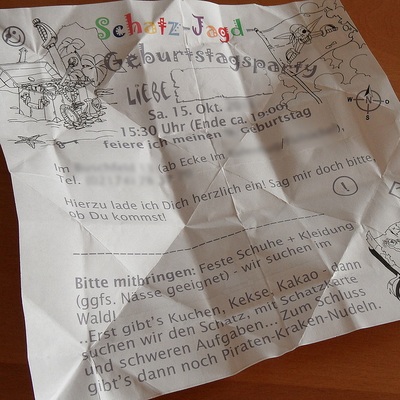 Schatz-Jagd-
Geburtstagsparty
LiEBE
Sa. 15. Okt.
15:30 Uhr (Ende ca. 19:00)
feiere ich meinen Geburtstag
Im (ab Ecke im
Tel.
Hierzu lade ich Dich herzlich ein! Sag mir doch bitte,
ob Du kommst!
Bitte mitbringen: Feste Schuhe + Kleidung
(ggfs. Nässe geeignet) - wir suchen im
Wald!
..Erst gibt's Kuchen, Kekse, Kakao - dann
suchen wir den Schatz, mit Schatzkarte
und schweren Aufgaben... Zum Schluss
gibt's dann noch Piraten-Kraken-Nudeln.